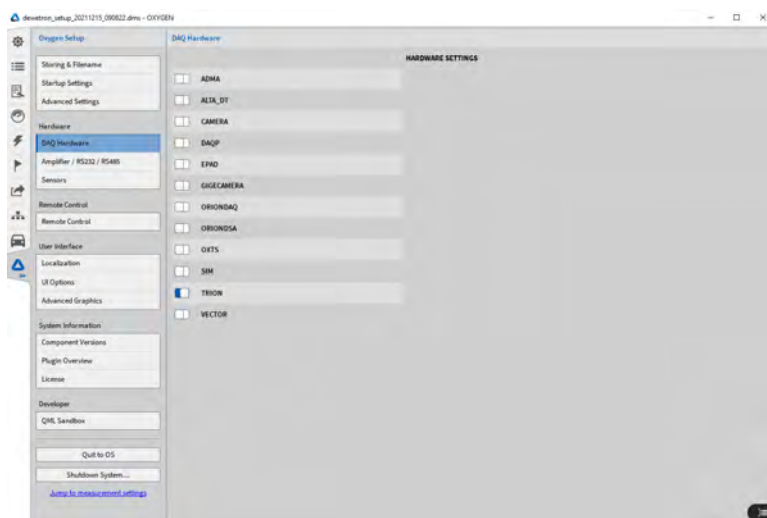 dewetron_setup_20211215_090822.dms - OXYGEN
Oxygen Setup
Storing & Filename
Startup Settings
Advanced Settings
Hardware
DAQ Hardware
Amplifier / RS232 / RS485
Sensors
Remote Control
Remote Control
User Interface
Localization
UI Options
Advanced Graphics
System Information
Component Versions
Plugin Overview
License
Developer
QML Sandbox
Quit to OS
Shutdown System...
Jump to measurement settings
DAQ Hardware
HARDWARE SETTINGS
ADMA
ALTA_DT
CAMERA
DAQP
EPAD
GIGECAMERA
ORIONDAQ
ORIONDSA
OXTS
SIM
TRION
VECTOR